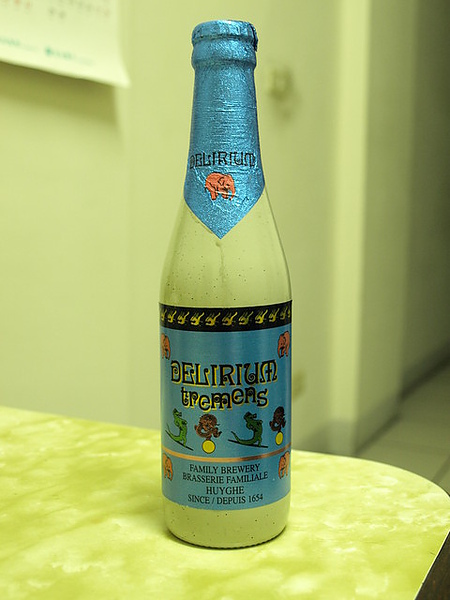 DELIRIUM
DELIRIUM
tremens
FAMILY BREWERY
BRASSERIE FAMILIALE
HUYGHE
SINCE / DEPUIS 1654